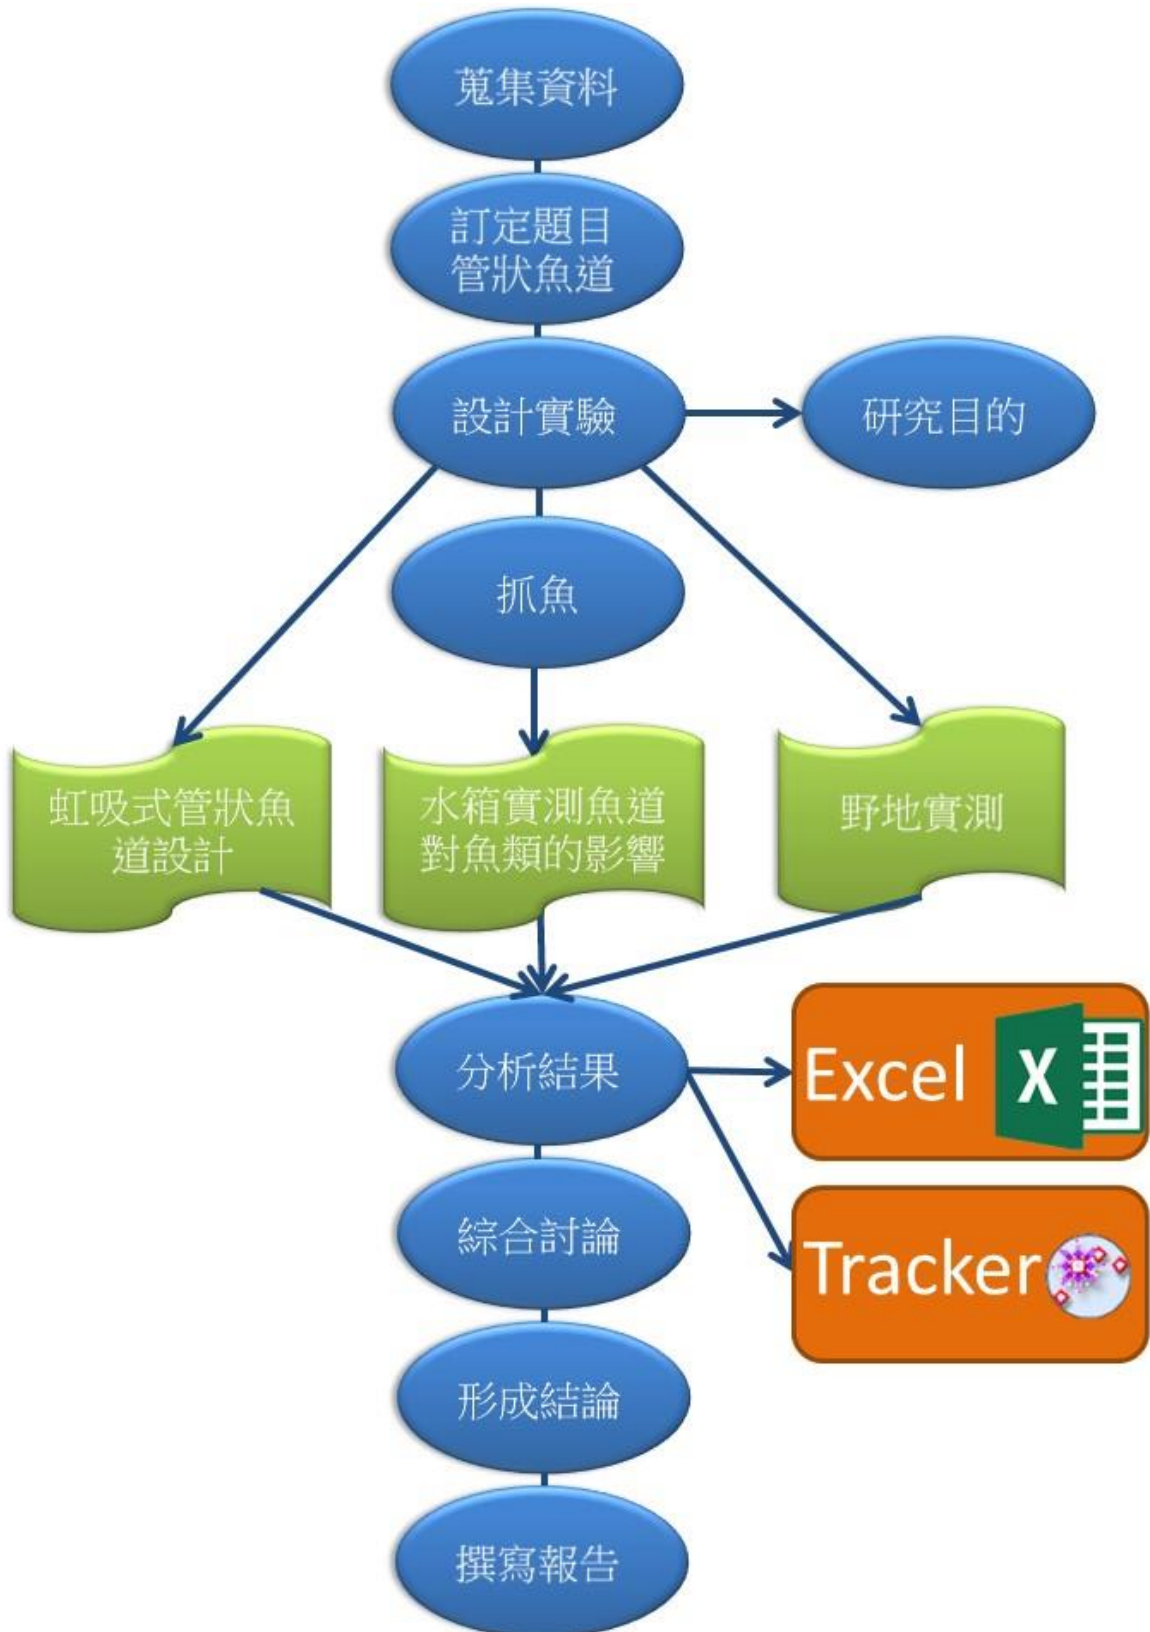 蒐集資料
訂定題目
管狀魚道
設計實驗
研究目的
抓魚
虹吸式管狀魚
道設計
水箱實測魚道
對魚類的影響
野地實測
分析結果
Excel X
綜合討論
Tracker
形成結論
撰寫報告